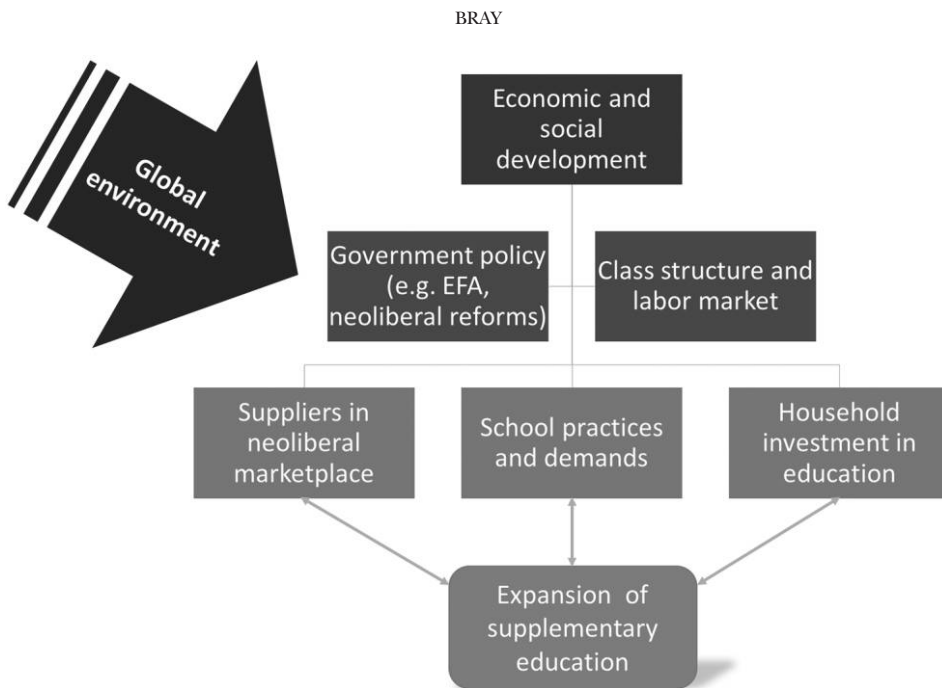 BRAY
Global
environment
Economic and
social
development
Government policy
(e.g. EFA,
neoliberal reforms)
Class structure and
labor market
Suppliers in
neoliberal
marketplace
School practices
and demands
Household
investment in
education
Expansion of
supplementary
education